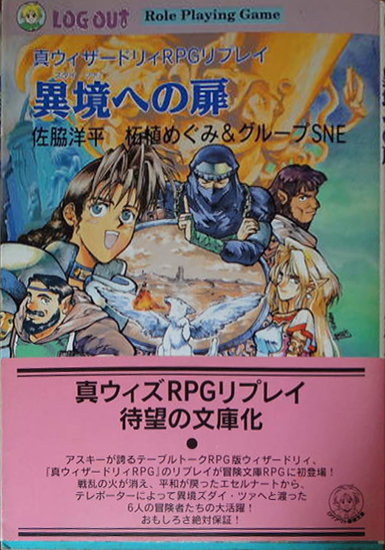 LOG OUT
Role Playing Game
真ウィザードリィRPGリプレイ
異境への扉
佐脇洋平 柘植めぐみ&グループSNE
真ウィズRPGリプレイ
待望の文庫化
●
アスキーが誇るテーブルトークRPG版ウィザードリィ、
「真ウィザードリィRPG」のリプレイが冒険文庫RPGに初登場!
戦乱の火が消え、平和が戻ったエセルナートから、
テレポーターによって異境ズダイ・ツァへと渡った
6人の冒険者たちの大活躍!
おもしろさ絶対保証!